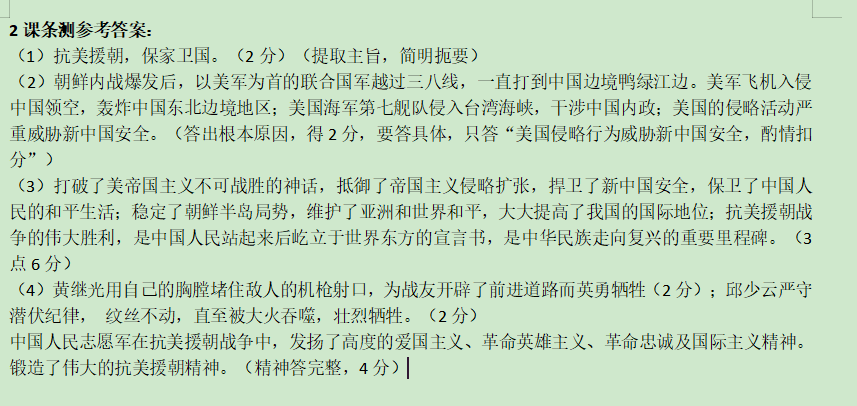 2 课条测参考答案：
（1）抗美援朝，保家卫国。（2 分）（提取主旨，简明扼要）
（2）朝鲜内战爆发后，以美军为首的联合国军越过三八线，一直打到中国边境鸭绿江边。美军飞机入侵
中国领空，轰炸中国东北边境地区；美国海军第七舰队侵入台湾海峡，干涉中国内政；美国的侵略活动严
重威胁新中国安全。（答出根本原因，得 2 分，要答具体，只答“美国侵略行为威胁新中国安全，酌情扣
分”）
（3）打破了美帝国主义不可战胜的神话，抵御了帝国主义侵略扩张，捍卫了新中国安全，保卫了中国人
民的和平生活；稳定了朝鲜半岛局势，维护了亚洲和世界和平，大大提高了我国的国际地位；抗美援朝战
争的伟大胜利，是中国人民站起来后屹立于世界东方的宣言书，是中华民族走向复兴的重要里程碑。（3
点 6 分）
（4）黄继光用自己的胸膛堵住敌人的机枪射口，为战友开辟了前进道路而英勇牺牲（2 分）；邱少云严守
潜伏纪律， 纹丝不动，直至被大火吞噬，壮烈牺牲。（2 分）
中国人民志愿军在抗美援朝战争中，发扬了高度的爱国主义、革命英雄主义、革命忠诚及国际主义精神。
锻造了伟大的抗美援朝精神。（精神答完整，4 分）